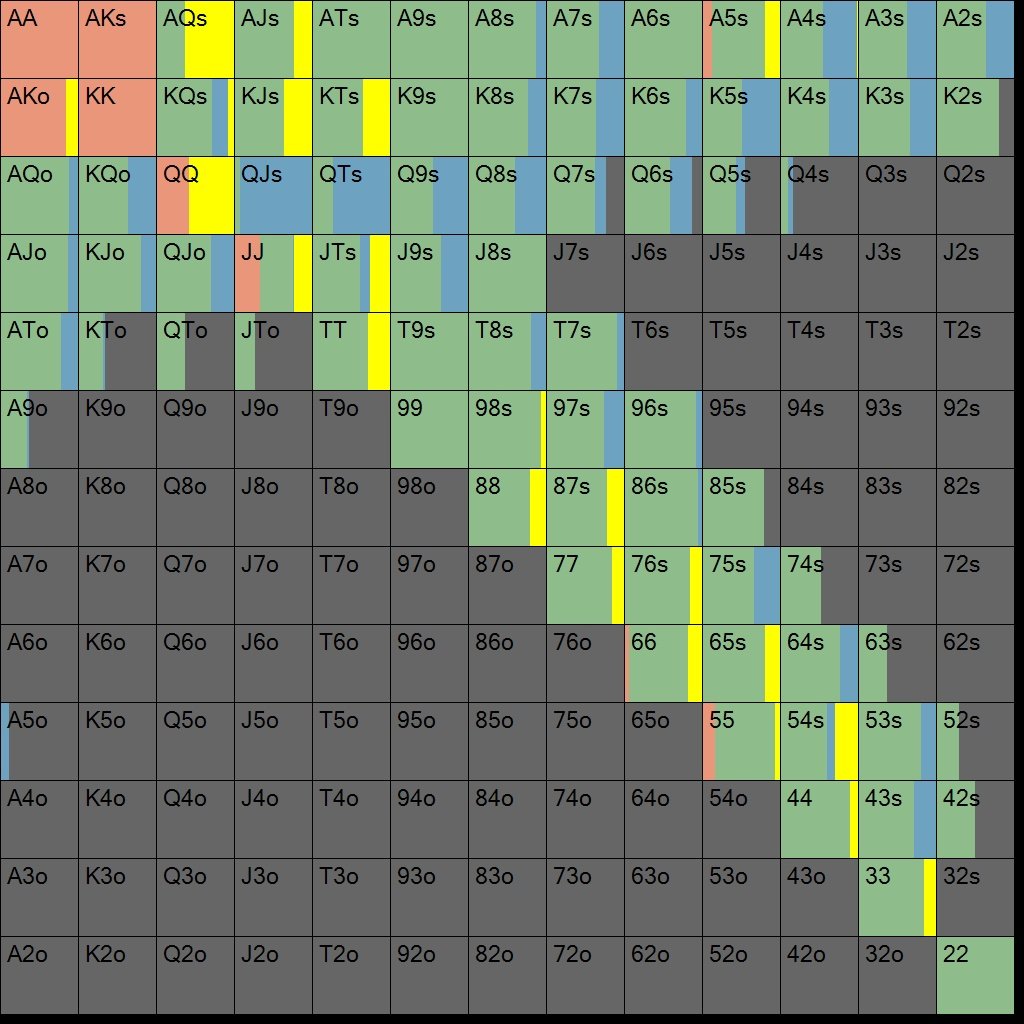 AA AKs AQs AJs ATs A9s A8s A7s A6s A5s A4s A3s A2s
AKo KK KQs KJs KTs K9s K8s K7s K6s K5s K4s K3s K2s
AQo KQo QQ QJs QTs Q9s Q8s Q7s Q6s Q5s Q4s Q3s Q2s
AJo KJo QJo JJ JTs J9s J8s J7s J6s J5s J4s J3s J2s
ATo KTo QTo JTo TT T9s T8s T7s T6s T5s T4s T3s T2s
A9o K9o Q9o J9o T9o 99 98s 97s 96s 95s 94s 93s 92s
A8o K8o Q8o J8o T8o 98o 88 87s 86s 85s 84s 83s 82s
A7o K7o Q7o J7o T7o 97o 87o 77 76s 75s 74s 73s 72s
A6o K6o Q6o J6o T6o 96o 86o 76o 66 65s 64s 63s 62s
A5o K5o Q5o J5o T5o 95o 85o 75o 65o 55 54s 53s 52s
A4o K4o Q4o J4o T4o 94o 84o 74o 64o 54o 44 43s 42s
A3o K3o Q3o J3o T3o 93o 83o 73o 63o 53o 43o 33 32s
A2o K2o Q2o J2o T2o 92o 82o 72o 62o 52o 42o 32o 22